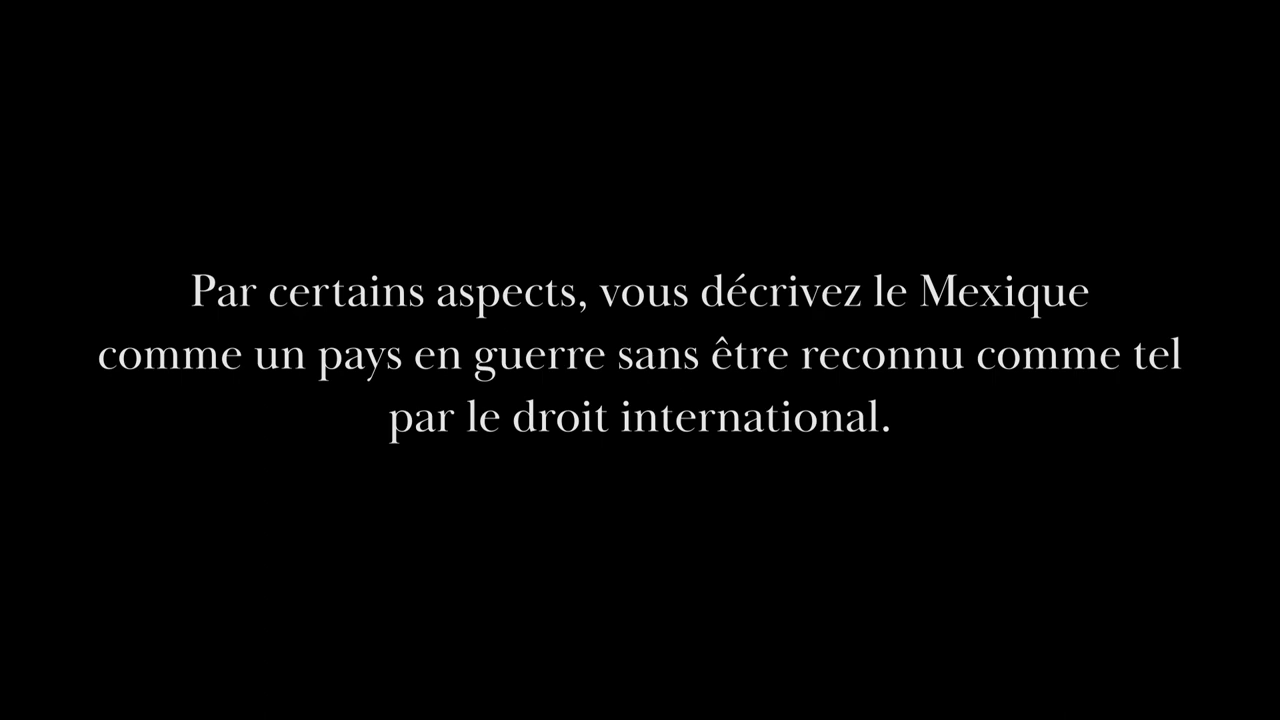 Par certains aspects, vous décrivez le Mexique
comme un pays en guerre sans être reconnu comme tel
par le droit international.